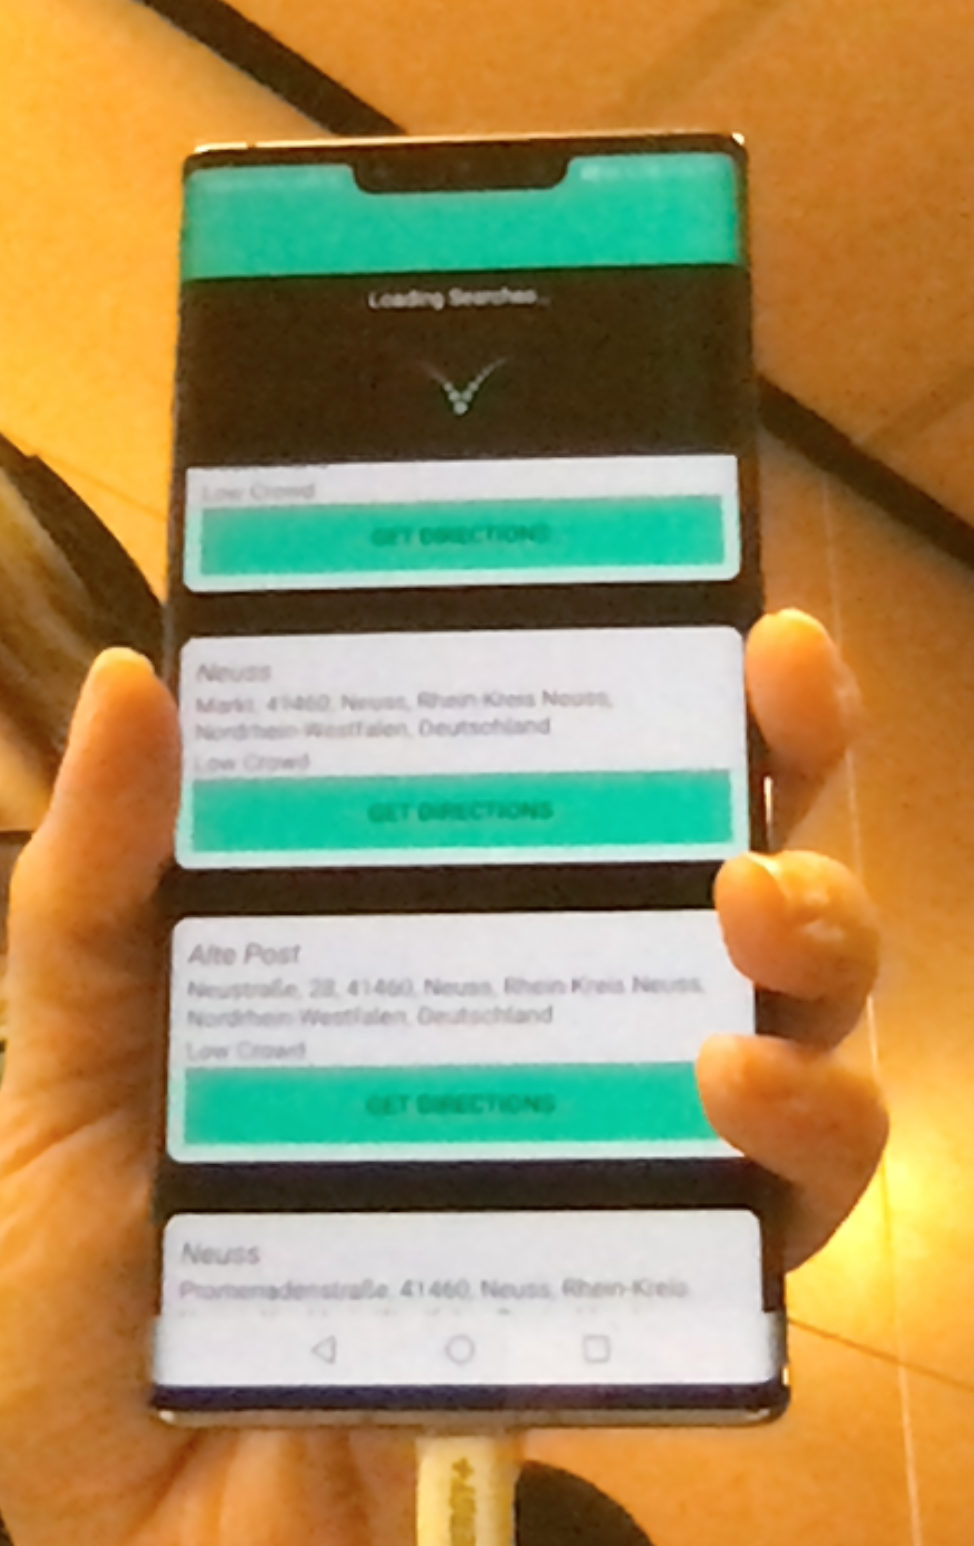 Loading Searches...
Low Crowd
GET DIRECTIONS
Neuss
Markt, 41460, Neuss, Rhein-Kreis Neuss,
Nordrhein-Westfalen, Deutschland
Low Crowd
GET DIRECTIONS
Alte Post
Neustraße, 28, 41460, Neuss, Rhein-Kreis Neuss,
Nordrhein-Westfalen, Deutschland
Low Crowd
GET DIRECTIONS
Neuss
Promenadenstraße, 41460, Neuss, Rhein-Kreis